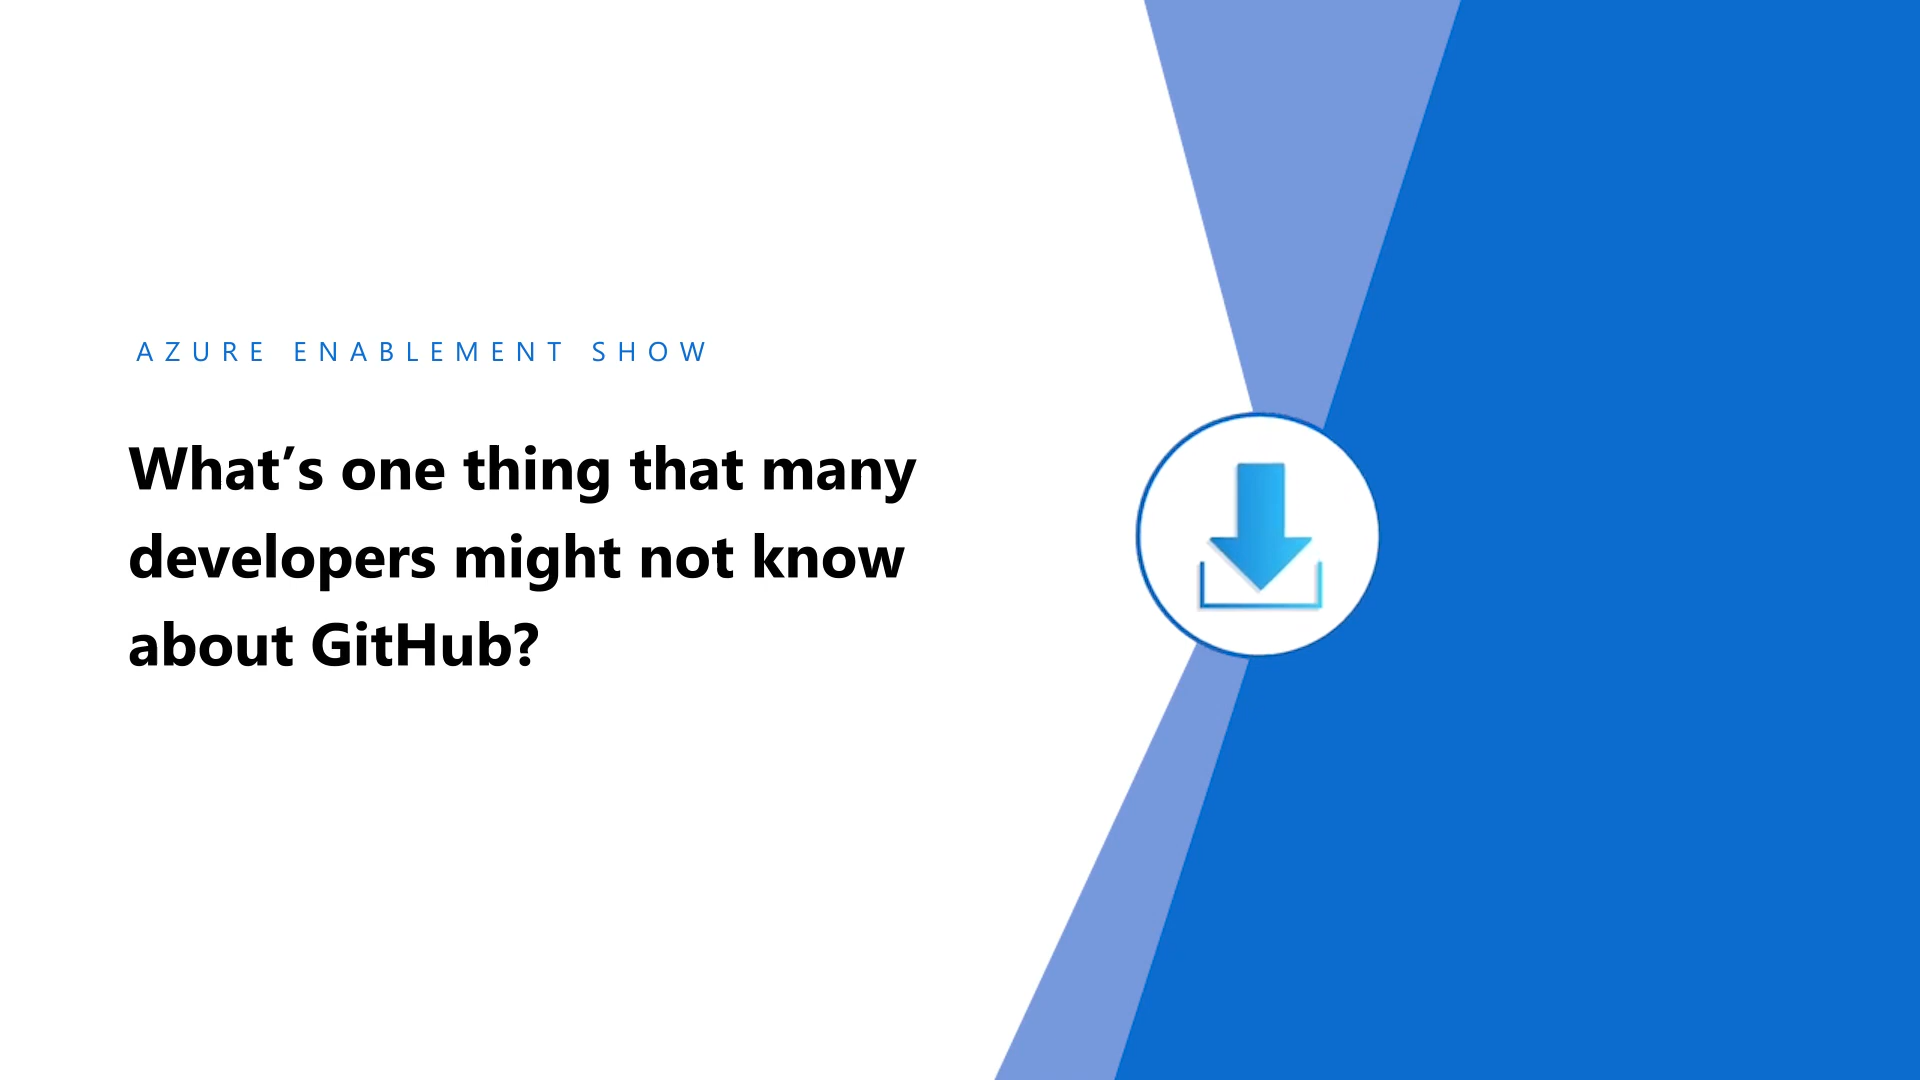 AZURE ENABLEMENT SHOW
What’s one thing that many
developers might not know
about GitHub?